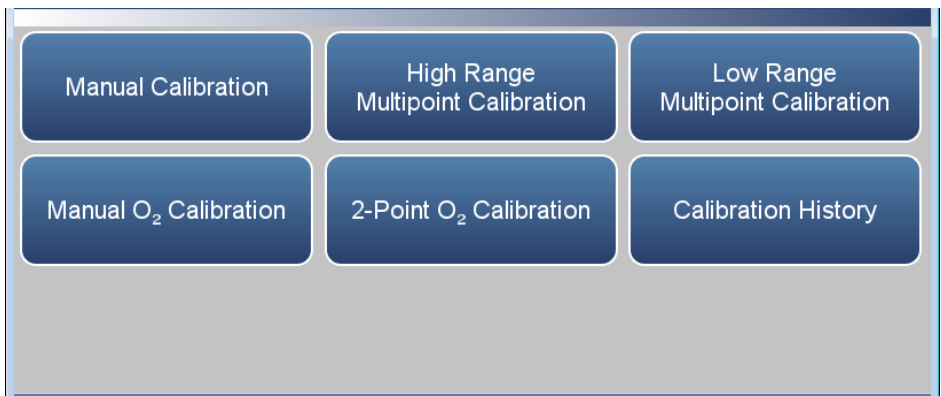 Manual Calibration
High Range
Multipoint Calibration
Low Range
Multipoint Calibration
Manual O₂ Calibration
2-Point O₂ Calibration
Calibration History